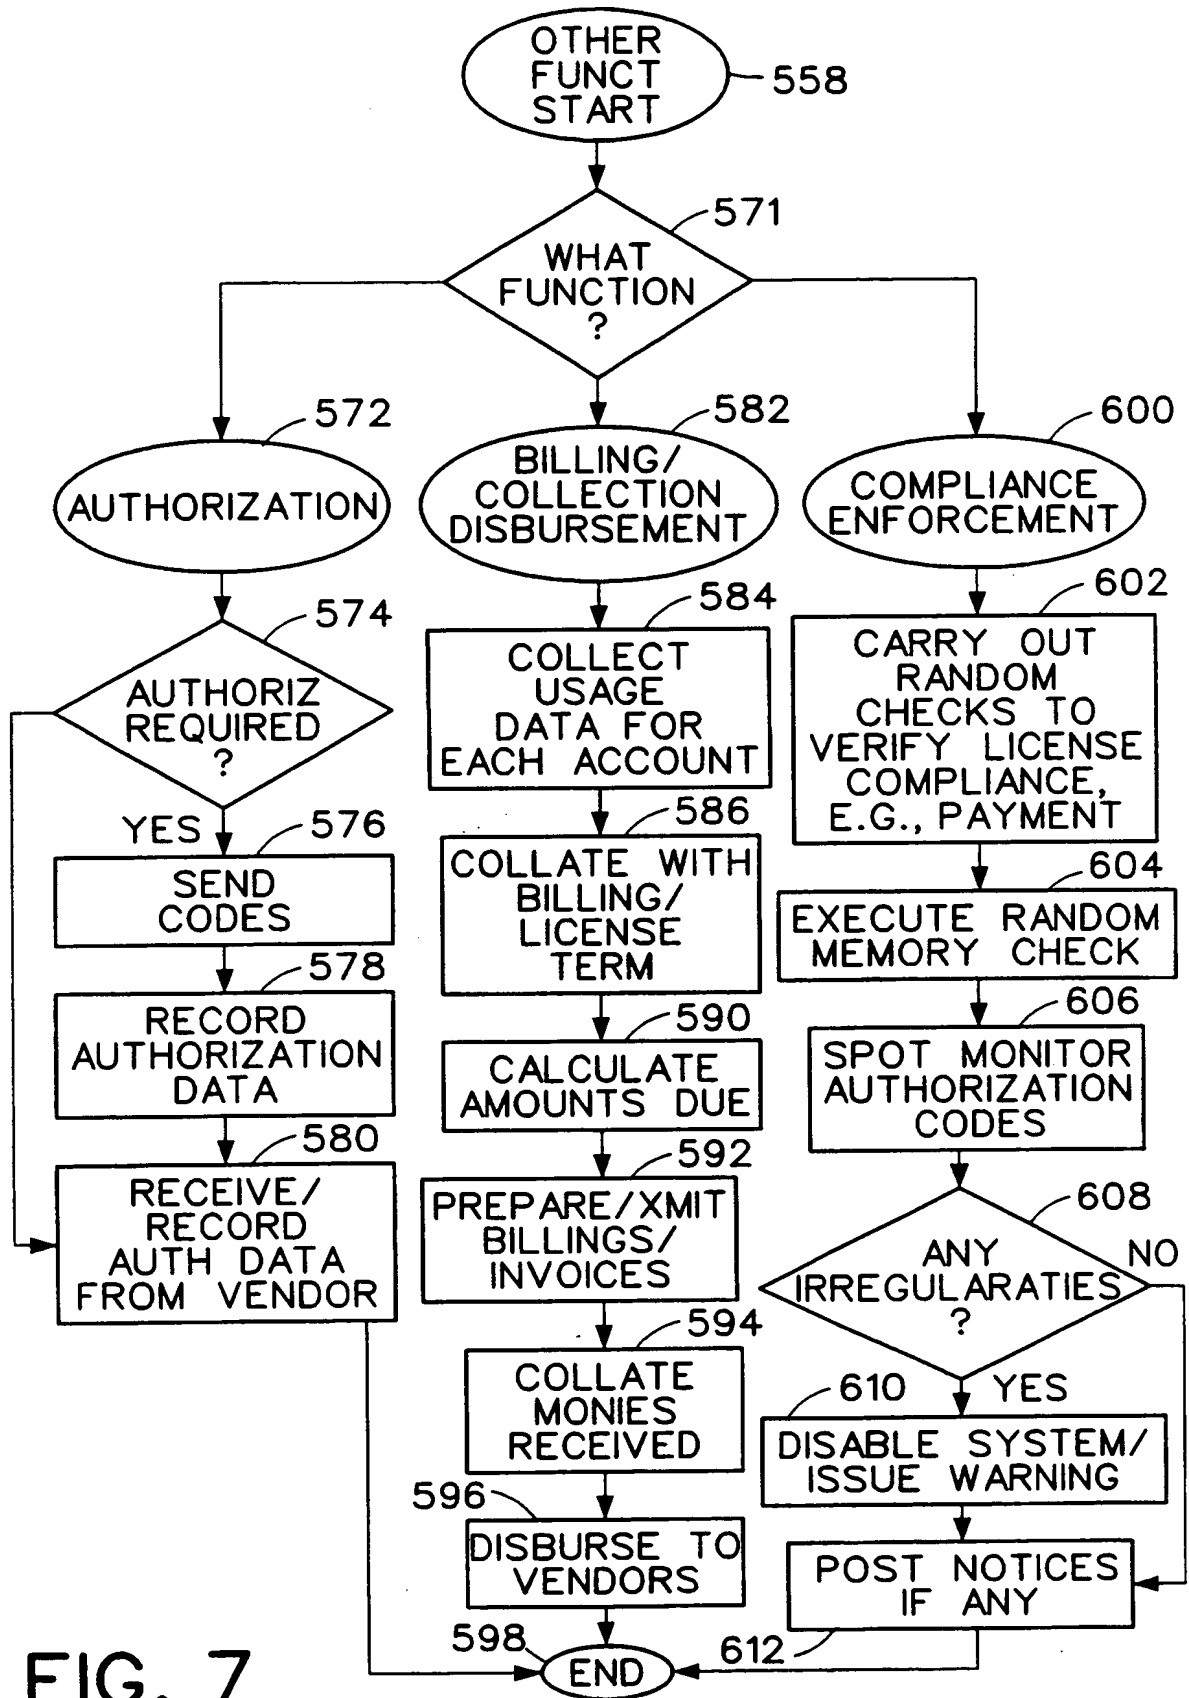 OTHER
FUNCT
START
558
571
WHAT
FUNCTION
?
572
AUTHORIZATION
574
AUTHORIZ
REQUIRED
?
YES
576
SEND
CODES
578
RECORD
AUTHORIZATION
DATA
580
RECEIVE/
RECORD
AUTH DATA
FROM VENDOR
582
BILLING/
COLLECTION
DISBURSEMENT
584
COLLECT
USAGE
DATA FOR
EACH ACCOUNT
586
COLLATE WITH
BILLING/
LICENSE
TERM
590
CALCULATE
AMOUNTS DUE
592
PREPARE/XMIT
BILLINGS/
INVOICES
594
COLLATE
MONIES
RECEIVED
596
DISBURSE TO
VENDORS
598
END
600
COMPLIANCE
ENFORCEMENT
602
CARRY OUT
RANDOM
CHECKS TO
VERIFY LICENSE
COMPLIANCE,
E.G., PAYMENT
604
EXECUTE RANDOM
MEMORY CHECK
606
SPOT MONITOR
AUTHORIZATION
CODES
608
ANY
IRREGULARATIES
?
NO
YES
610
DISABLE SYSTEM/
ISSUE WARNING
POST NOTICES
IF ANY
612
FIG. 7